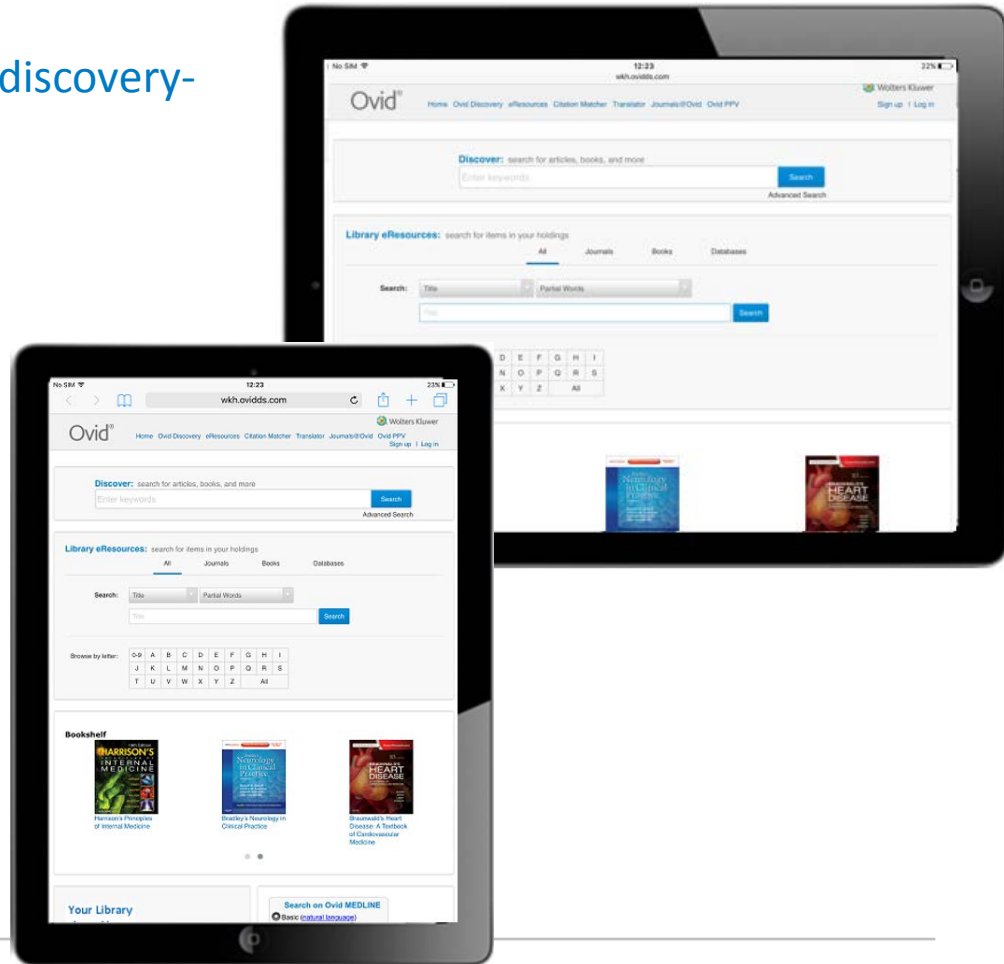 discovery-
No SIM 12:23 22%
wkh.ovidds.com
Wolters Kluwer
Ovid®
Home Ovid Discovery eResources Citation Matcher Translator Journals@Ovid Ovid PPV
Sign up | Log in
Discover: search for articles, books, and more
Enter keywords
Search
Advanced Search
Library eResources: search for items in your holdings
All Journals Books Databases
Search: Title Partial Words
Title
Search
D E F G H I
N O P Q R S
X Y Z All
Neurology
in Clinical
Practice
BRAUNWALD'S
HEART
DISEASE
No SIM 12:23 23%
wkh.ovidds.com
Wolters Kluwer
Ovid®
Home Ovid Discovery eResources Citation Matcher Translator Journals@Ovid Ovid PPV
Sign up | Log in
Discover: search for articles, books, and more
Enter keywords
Search
Advanced Search
Library eResources: search for items in your holdings
All Journals Books Databases
Search: Title Partial Words
Title
Search
Browse by letter: 0-9 A B C D E F G H I
J K L M N O P Q R S
T U V W X Y Z All
Bookshelf
HARRISON'S
INTERNAL
MEDICINE
Neurology
in Clinical
Practice
BRAUNWALD'S
HEART
DISEASE
Harrison's Principles
of Internal Medicine
Bradley's Neurology in
Clinical Practice
Braunwald's Heart
Disease: A Textbook
of Cardiovascular
Medicine
Your Library
Search on Ovid MEDLINE
Basic (natural language)